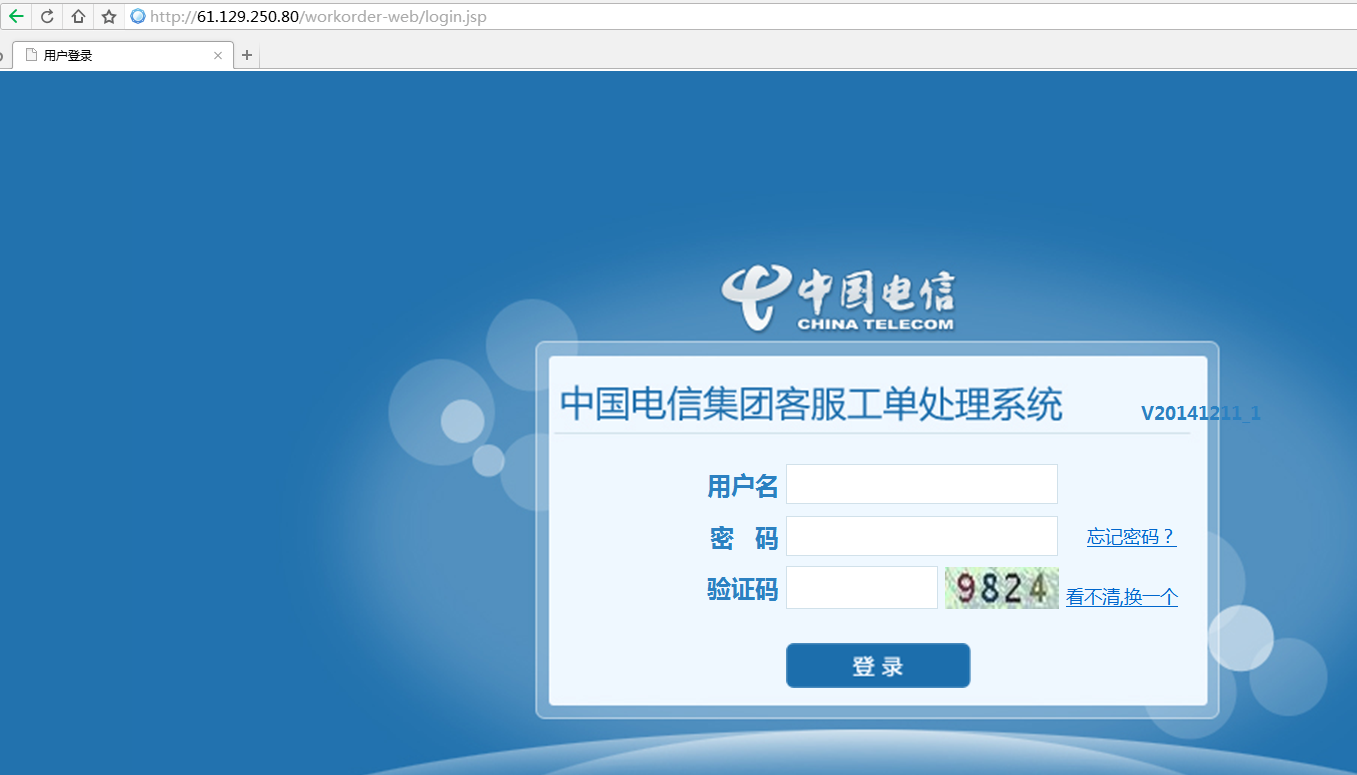 http://61.129.250.80/workorder-web/login.jsp
用户登录
中国电信
CHINA TELECOM
中国电信集团客服工单处理系统 V20141211_1
用户名
密 码 忘记密码？
验证码 9824 看不清,换一个
登 录